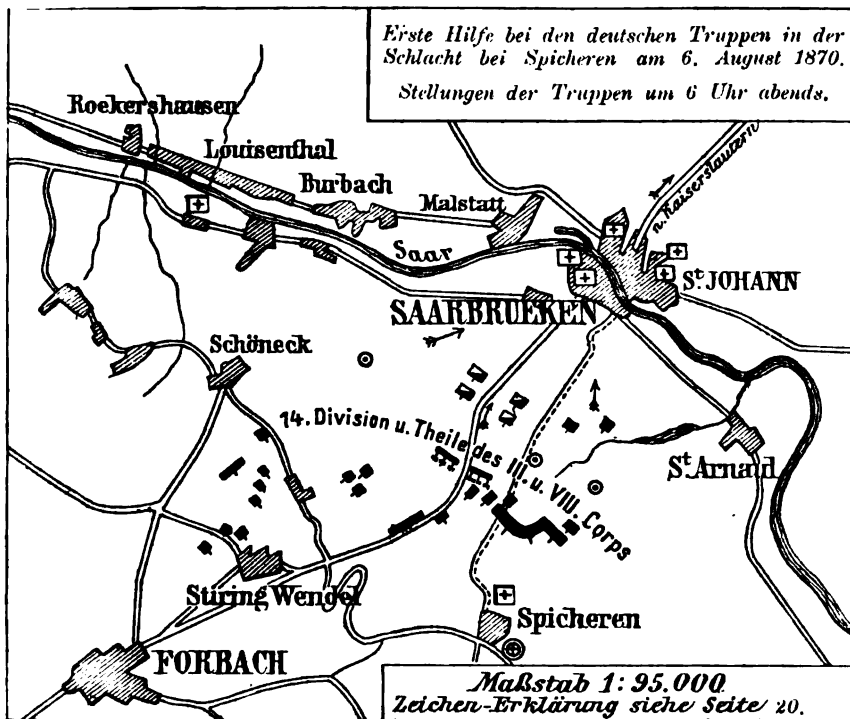 Erste Hilfe bei den deutschen Truppen in der
Schlacht bei Spicheren am 6. August 1870.
Stellungen der Truppen um 6 Uhr abends.
Roekershausen
Louisenthal
Burbach
Malstatt
n. Kaiserslautern
Saar
St. JOHANN
SAARBRUEKEN
Schöneck
14. Division u. Theile des III. u. VIII. Corps
St. Arnaul
Stiring Wendel
Spicheren
FORBACH
Maßstab 1:95.000
Zeichen-Erklärung siehe Seite 20.